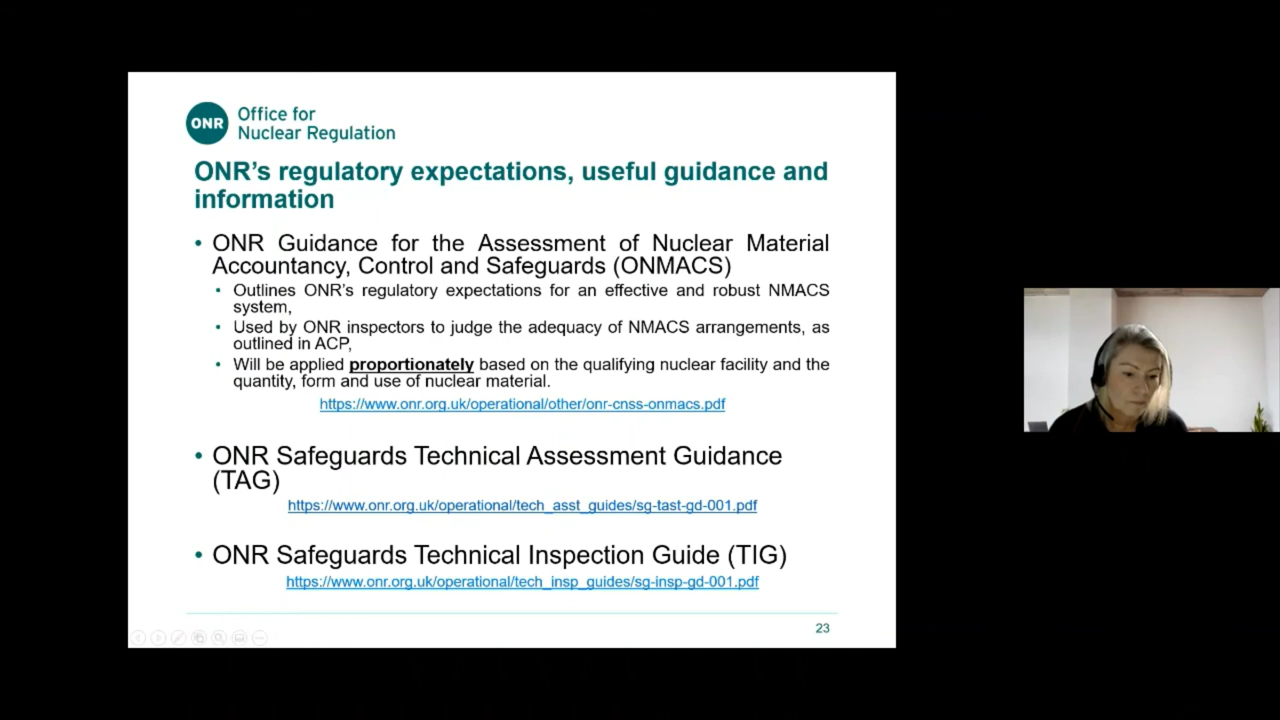 ONR
Office for
Nuclear Regulation
ONR’s regulatory expectations, useful guidance and
information
• ONR Guidance for the Assessment of Nuclear Material
Accountancy, Control and Safeguards (ONMACS)
• Outlines ONR’s regulatory expectations for an effective and robust NMACS
system,
• Used by ONR inspectors to judge the adequacy of NMACS arrangements, as
outlined in ACP,
• Will be applied proportionately based on the qualifying nuclear facility and the
quantity, form and use of nuclear material.
https://www.onr.org.uk/operational/other/onr-cnss-onmacs.pdf
• ONR Safeguards Technical Assessment Guidance
(TAG)
https://www.onr.org.uk/operational/tech_asst_guides/sg-tast-gd-001.pdf
• ONR Safeguards Technical Inspection Guide (TIG)
https://www.onr.org.uk/operational/tech_insp_guides/sg-insp-gd-001.pdf
23